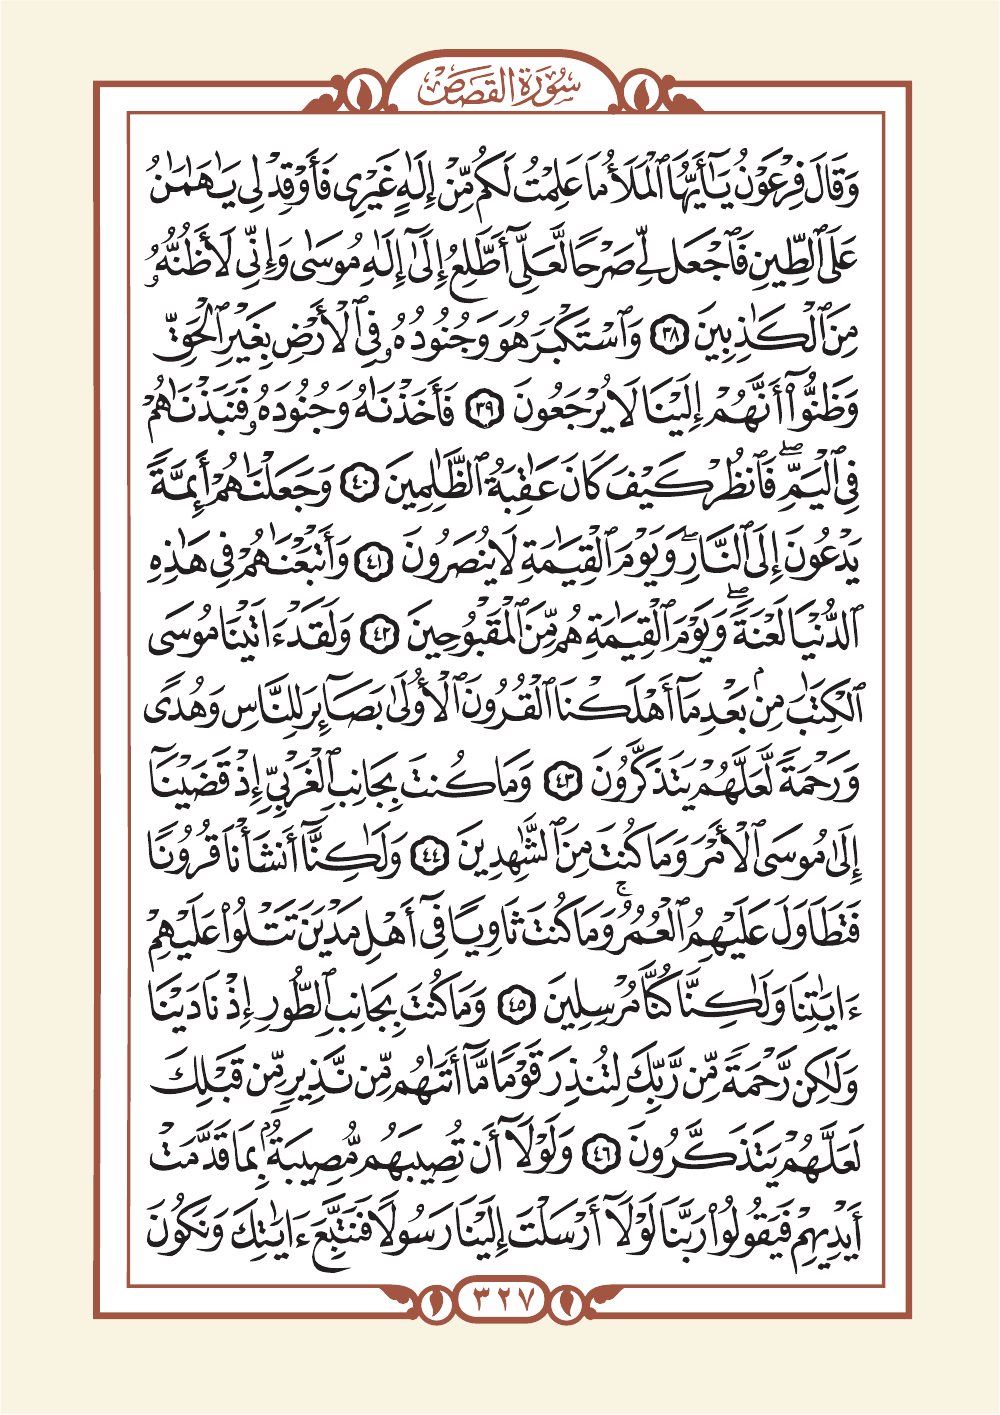 سُورَةُ القَصَصِ
وَقَالَ فِرْعَوْنُ يَٰٓأَيُّهَا ٱلْمَلَأُ مَا عَلِمْتُ لَكُم مِّنْ إِلَٰهٍ غَيْرِى فَأَوْقِدْ لِى يَٰهَٰمَٰنُ
عَلَى ٱلطِّينِ فَٱجْعَل لِّى صَرْحًا لَّعَلِّىٓ أَطَّلِعُ إِلَىٰٓ إِلَٰهِ مُوسَىٰ وَإِنِّى لَأَظُنُّهُۥ
مِنَ ٱلْكَٰذِبِينَ ٣٨ وَٱسْتَكْبَرَ هُوَ وَجُنُودُهُۥ فِى ٱلْأَرْضِ بِغَيْرِ ٱلْحَقِّ
وَظَنُّوٓا۟ أَنَّهُمْ إِلَيْنَا لَا يُرْجَعُونَ ٣٩ فَأَخَذْنَٰهُ وَجُنُودَهُۥ فَنَبَذْنَٰهُمْ
فِى ٱلْيَمِّ ۖ فَٱنظُرْ كَيْفَ كَانَ عَٰقِبَةُ ٱلظَّٰلِمِينَ ٤٠ وَجَعَلْنَٰهُمْ أَئِمَّةً
يَدْعُونَ إِلَى ٱلنَّارِ ۖ وَيَوْمَ ٱلْقِيَٰمَةِ لَا يُنصَرُونَ ٤١ وَأَتْبَعْنَٰهُمْ فِى هَٰذِهِ
ٱلدُّنْيَا لَعْنَةً ۖ وَيَوْمَ ٱلْقِيَٰمَةِ هُم مِّنَ ٱلْمَقْبُوحِينَ ٤٢ وَلَقَدْ ءَاتَيْنَا مُوسَى
ٱلْكِتَٰبَ مِنۢ بَعْدِ مَآ أَهْلَكْنَا ٱلْقُرُونَ ٱلْأُولَىٰ بَصَآئِرَ لِلنَّاسِ وَهُدًى
وَرَحْمَةً لَّعَلَّهُمْ يَتَذَكَّرُونَ ٤٣ وَمَا كُنتَ بِجَانِبِ ٱلْغَرْبِىِّ إِذْ قَضَيْنَآ
إِلَىٰ مُوسَى ٱلْأَمْرَ وَمَا كُنتَ مِنَ ٱلشَّٰهِدِينَ ٤٤ وَلَٰكِنَّآ أَنشَأْنَا قُرُونًا
فَتَطَاوَلَ عَلَيْهِمُ ٱلْعُمُرُ ۚ وَمَا كُنتَ ثَاوِيًا فِىٓ أَهْلِ مَدْيَنَ تَتْلُوا۟ عَلَيْهِمْ
ءَايَٰتِنَا وَلَٰكِنَّا كُنَّا مُرْسِلِينَ ٤٥ وَمَا كُنتَ بِجَانِبِ ٱلطُّورِ إِذْ نَادَيْنَا
وَلَٰكِن رَّحْمَةً مِّن رَّبِّكَ لِتُنذِرَ قَوْمًا مَّآ أَتَىٰهُم مِّن نَّذِيرٍ مِّن قَبْلِكَ
لَعَلَّهُمْ يَتَذَكَّرُونَ ٤٦ وَلَوْلَآ أَن تُصِيبَهُم مُّصِيبَةٌۢ بِمَا قَدَّمَتْ
أَيْدِيهِمْ فَيَقُولُوا۟ رَبَّنَا لَوْلَآ أَرْسَلْتَ إِلَيْنَا رَسُولًا فَنَتَّبِعَ ءَايَٰتِكَ وَنَكُونَ
٣٢٧